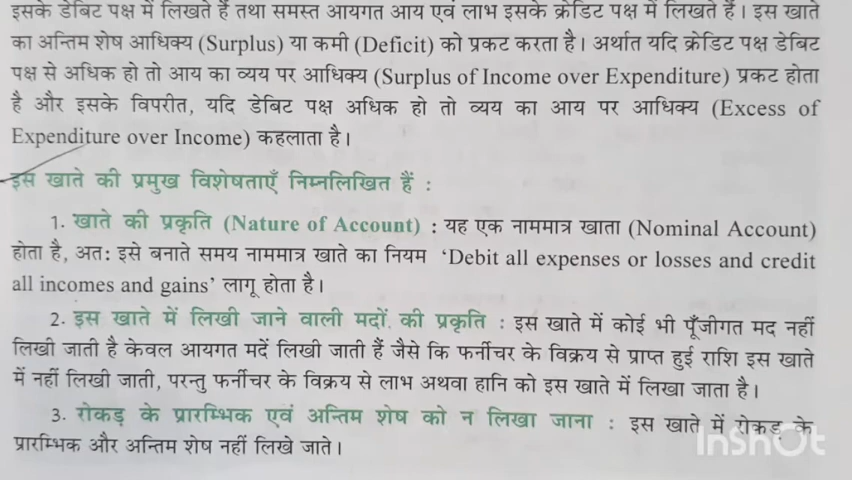 इसके डेबिट पक्ष में लिखते हैं तथा समस्त आयगत आय एवं लाभ इसके क्रेडिट पक्ष में लिखते हैं। इस खाते
का अन्तिम शेष आधिक्य (Surplus) या कमी (Deficit) को प्रकट करता है। अर्थात यदि क्रेडिट पक्ष डेबिट
पक्ष से अधिक हो तो आय का व्यय पर आधिक्य (Surplus of Income over Expenditure) प्रकट होता
है और इसके विपरीत, यदि डेबिट पक्ष अधिक हो तो व्यय का आय पर आधिक्य (Excess of
Expenditure over Income) कहलाता है।
इस खाते की प्रमुख विशेषताएँ निम्नलिखित हैं :
1. खाते की प्रकृति (Nature of Account) : यह एक नाममात्र खाता (Nominal Account)
होता है, अत: इसे बनाते समय नाममात्र खाते का नियम ‘Debit all expenses or losses and credit
all incomes and gains’ लागू होता है।
2. इस खाते में लिखी जाने वाली मदों की प्रकृति : इस खाते में कोई भी पूँजीगत मद नहीं
लिखी जाती है केवल आयगत मदें लिखी जाती हैं जैसे कि फर्नीचर के विक्रय से प्राप्त हुई राशि इस खाते
में नहीं लिखी जाती, परन्तु फर्नीचर के विक्रय से लाभ अथवा हानि को इस खाते में लिखा जाता है।
3. रोकड़ के प्रारम्भिक एवं अन्तिम शेष को न लिखा जाना : इस खाते में रोकड़ के
प्रारम्भिक और अन्तिम शेष नहीं लिखे जाते।
InShot